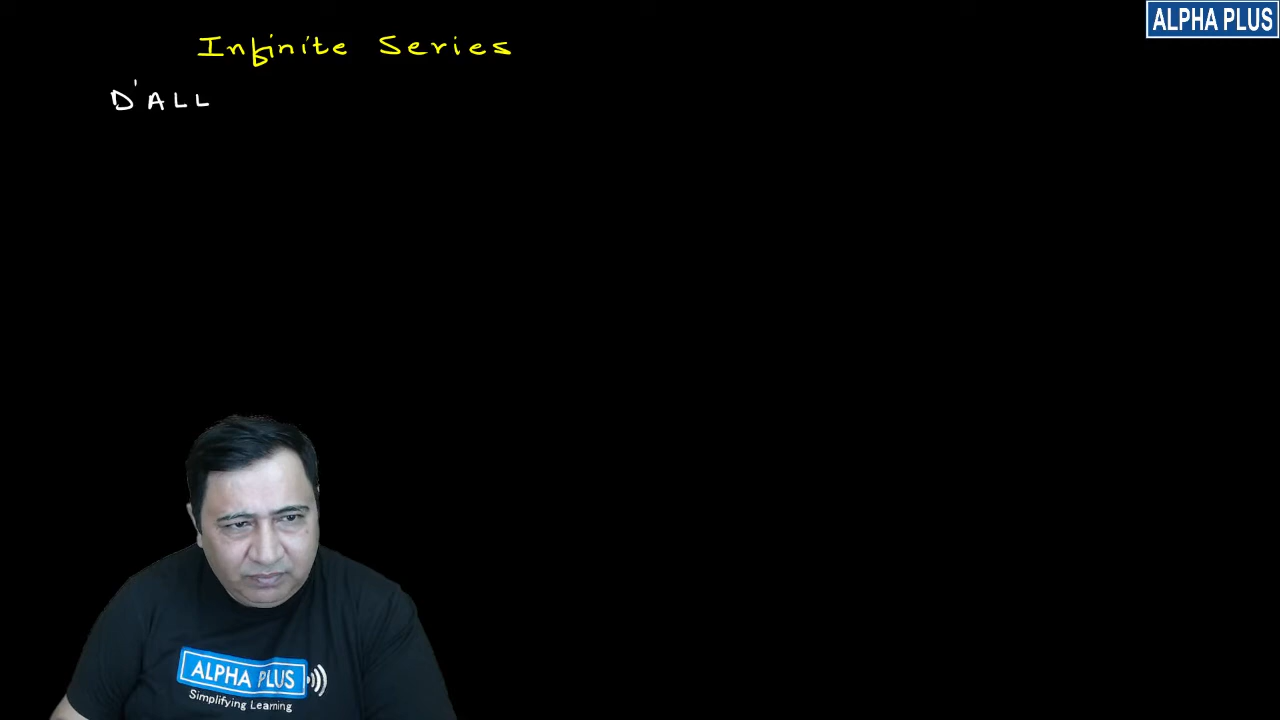 ALPHA PLUS
Infinite Series
D'ALL
ALPHA PLUS
Simplifying Learning